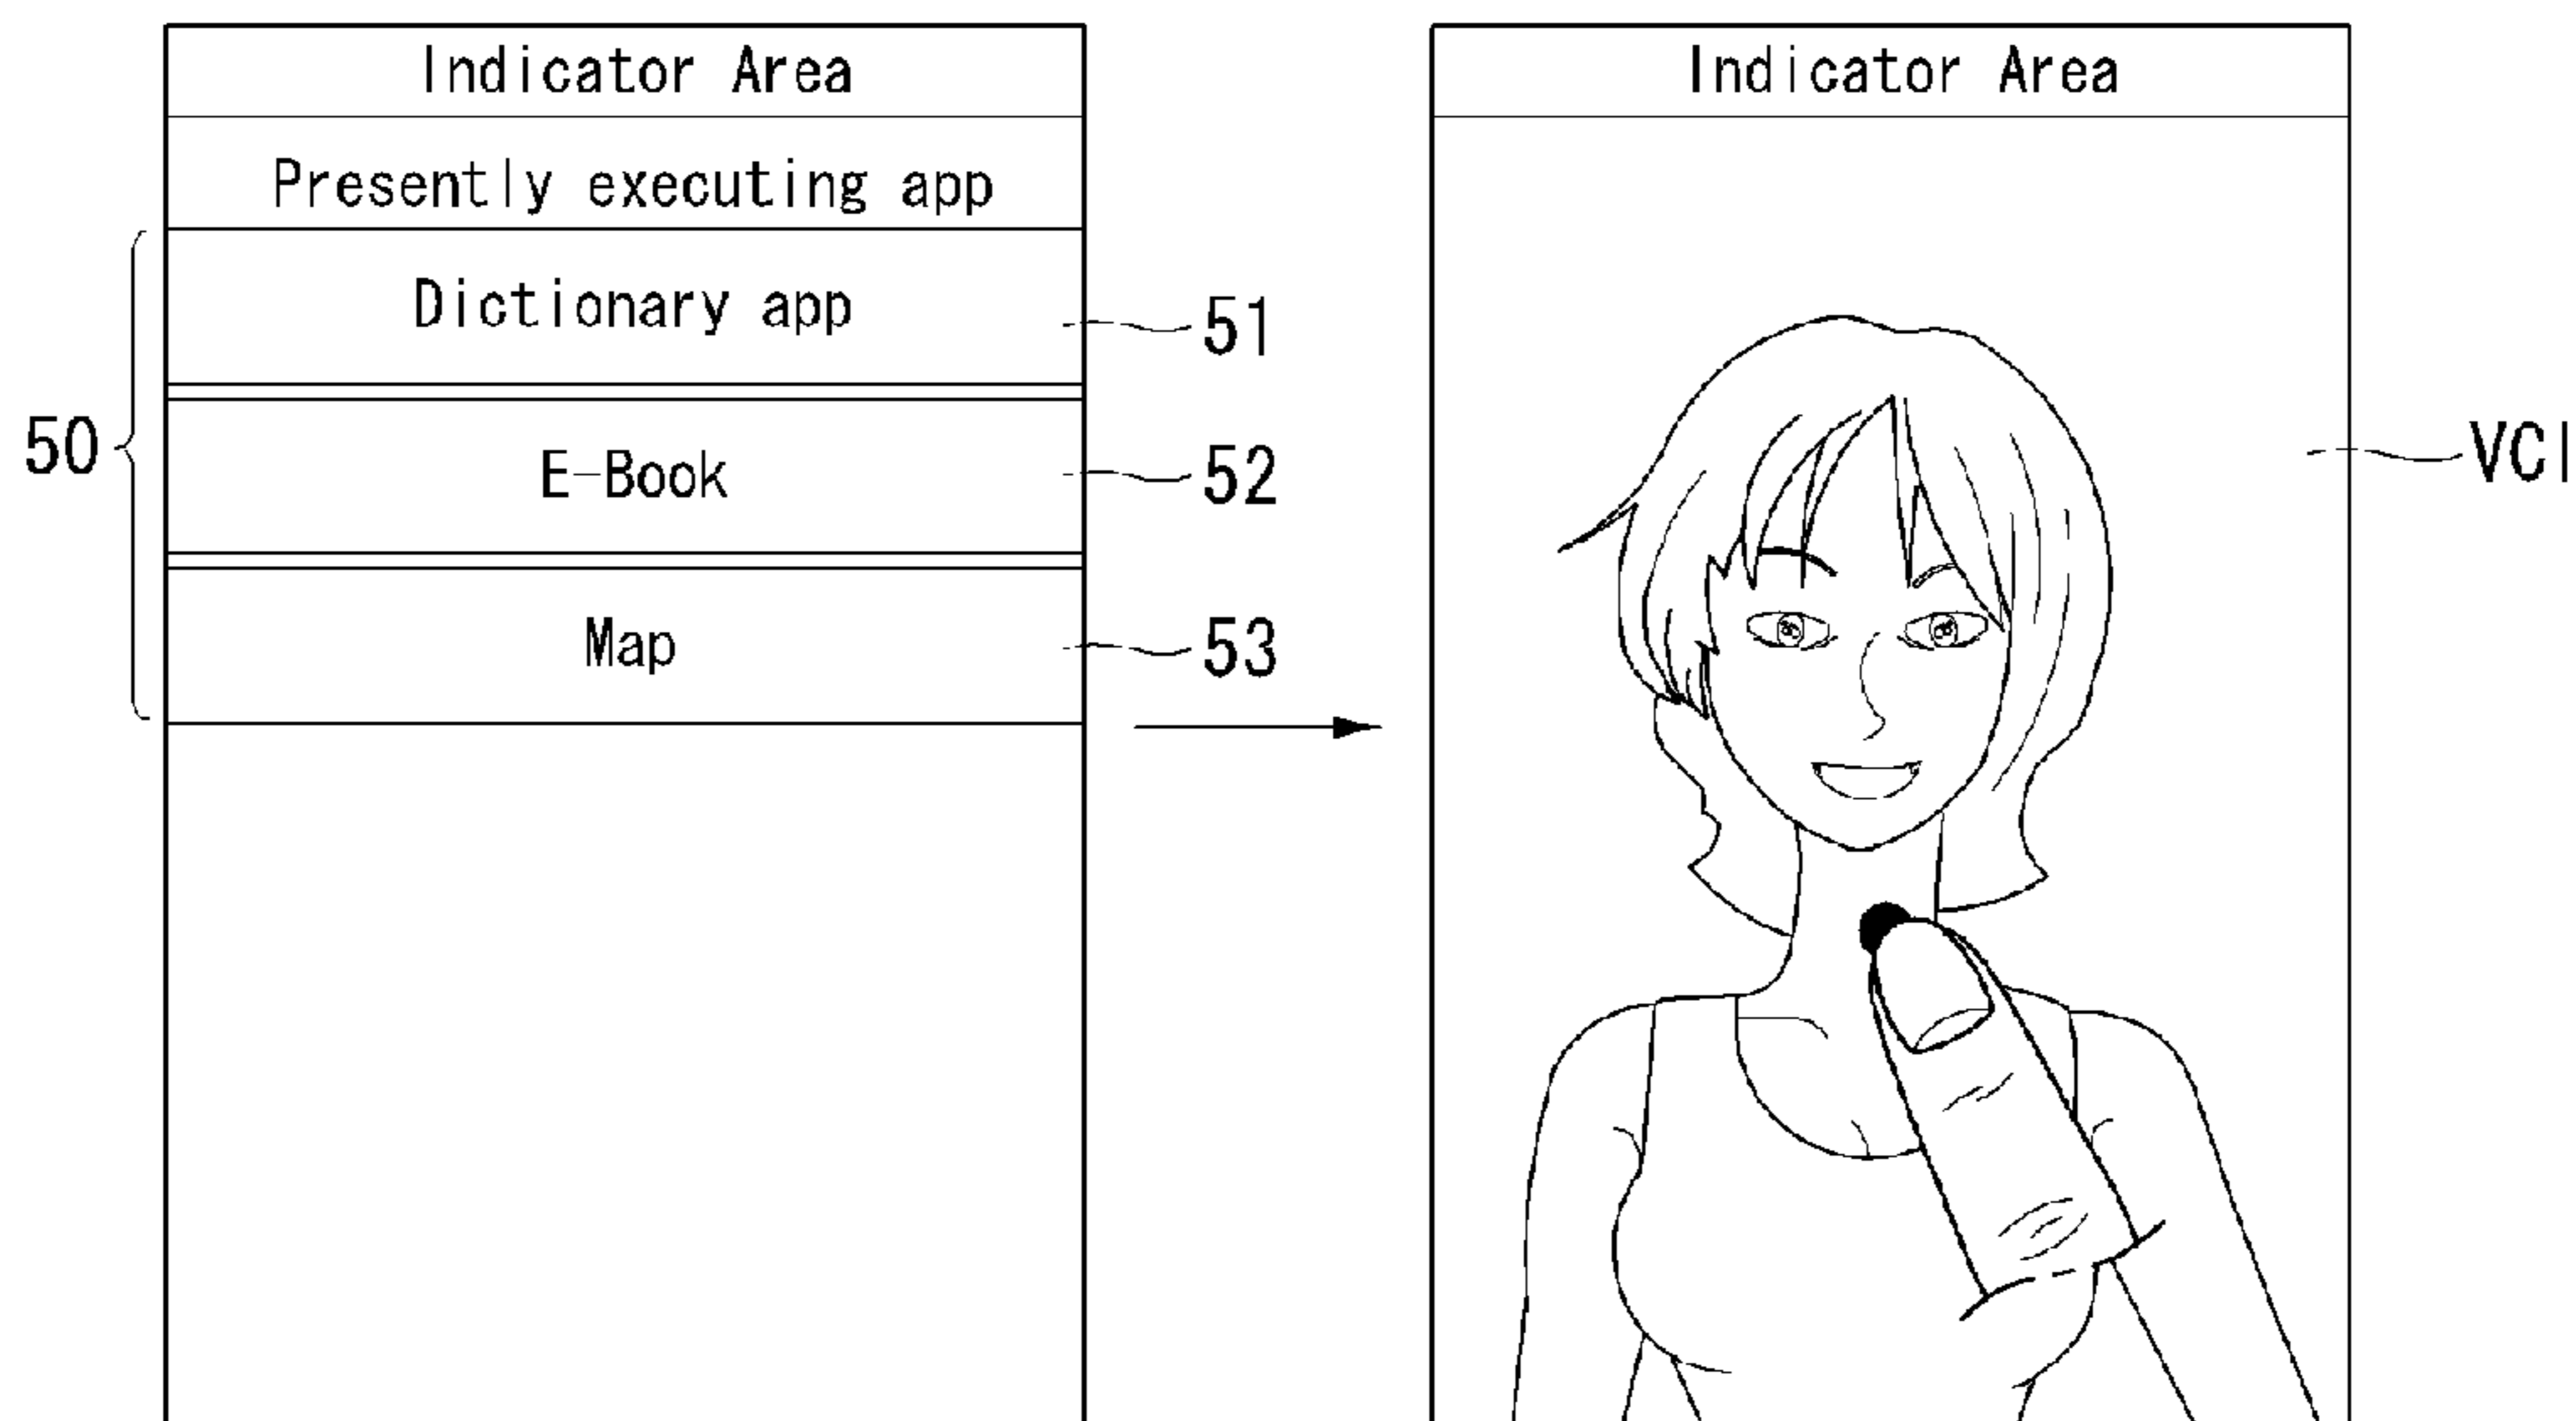 Indicator Area
Presently executing app
50
Dictionary app
51
E-Book
52
Map
53
Indicator Area
VCI